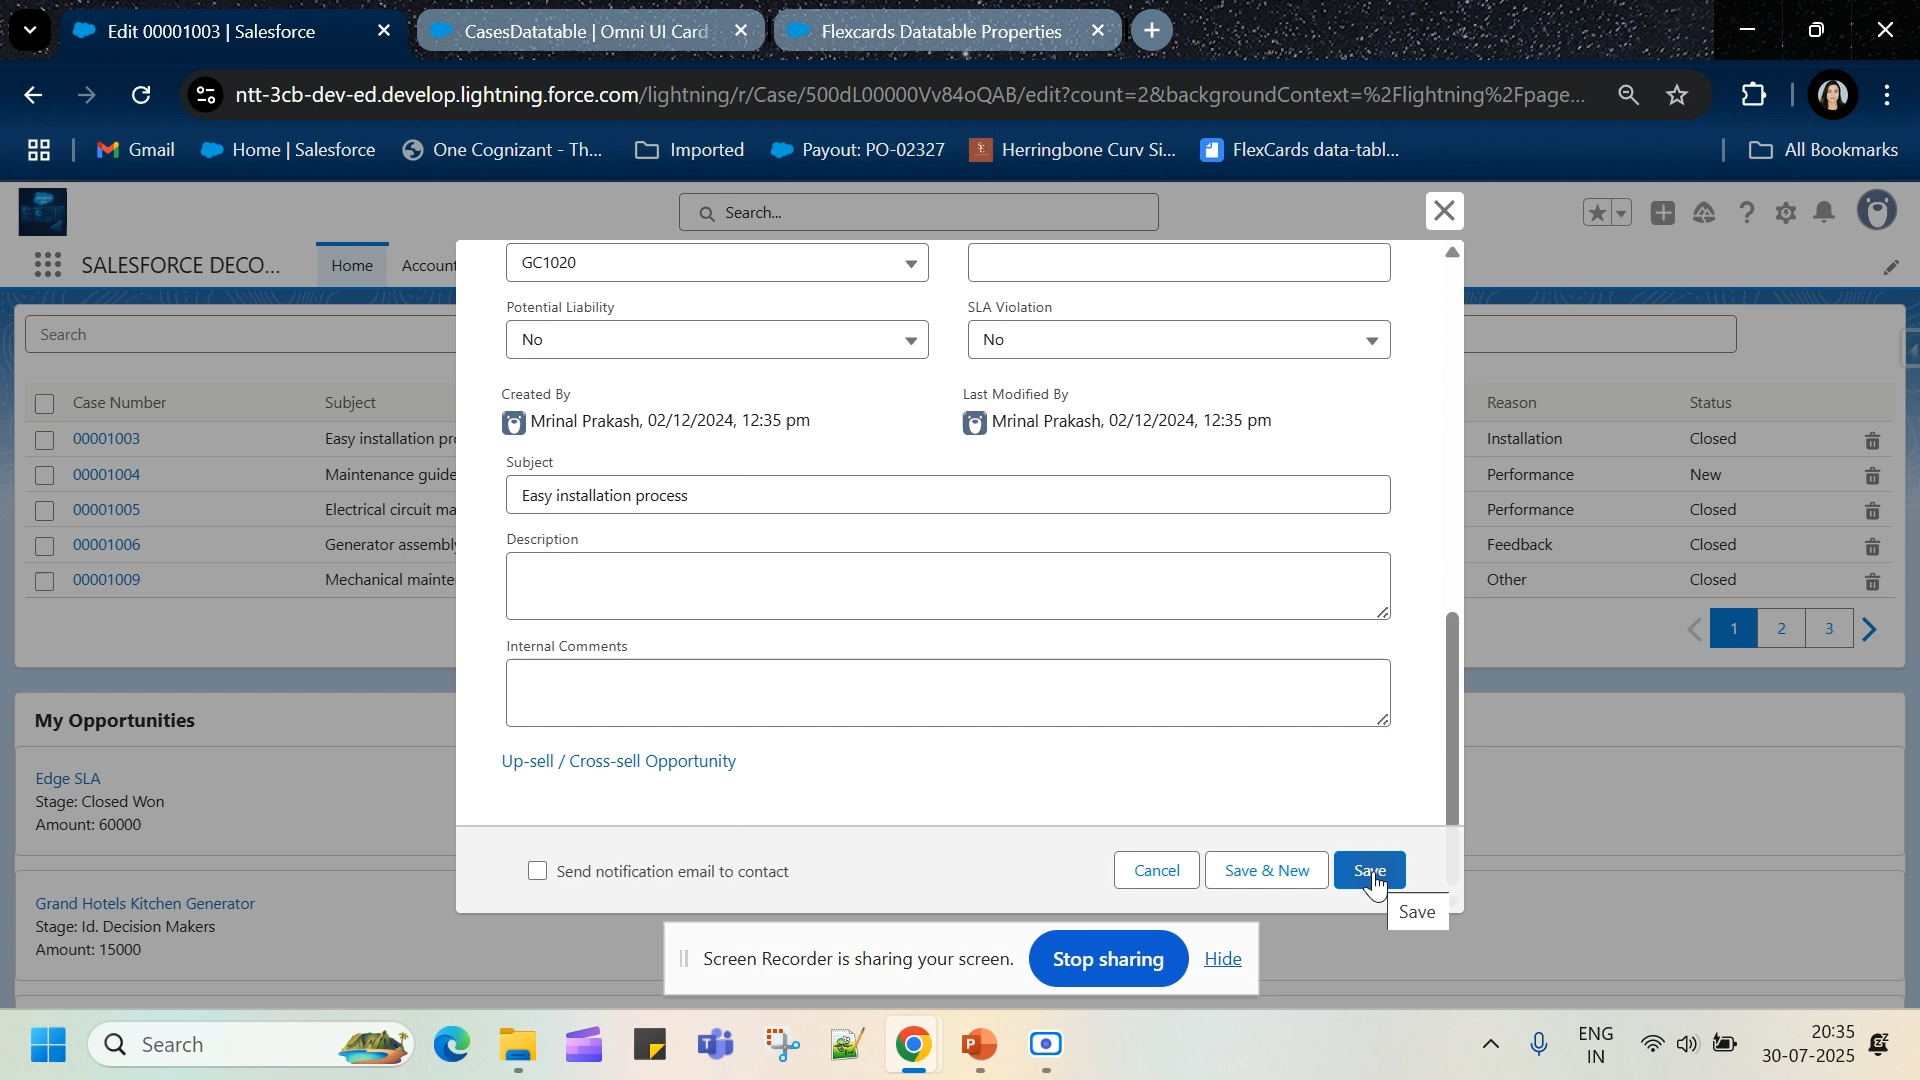 Edit 00001003 | Salesforce
CasesDatatable | Omni UI Card
Flexcards Datatable Properties
ntt-3cb-dev-ed.develop.lightning.force.com/lightning/r/Case/500dL00000Vv84oQAB/edit?count=2&backgroundContext=%2Flightning%2Fpage...
Gmail
Home | Salesforce
One Cognizant - Th...
Imported
Payout: PO-02327
Herringbone Curv Si...
FlexCards data-tabl...
All Bookmarks
Search...
SALESFORCE DECO...
Home
Account
Search
Case Number
Subject
Reason
Status
00001003
Easy installation pro
Installation
Closed
00001004
Maintenance guide
Performance
New
00001005
Electrical circuit ma
Performance
Closed
00001006
Generator assembly
Feedback
Closed
00001009
Mechanical mainte
Other
Closed
1
2
3
GC1020
Potential Liability
SLA Violation
No
No
Created By
Last Modified By
Mrinal Prakash, 02/12/2024, 12:35 pm
Mrinal Prakash, 02/12/2024, 12:35 pm
Subject
Easy installation process
Description
Internal Comments
Up-sell / Cross-sell Opportunity
Send notification email to contact
Cancel
Save & New
Save
Save
My Opportunities
Edge SLA
Stage: Closed Won
Amount: 60000
Grand Hotels Kitchen Generator
Stage: Id. Decision Makers
Amount: 15000
Screen Recorder is sharing your screen.
Stop sharing
Hide
Search
ENG
IN
20:35
30-07-2025